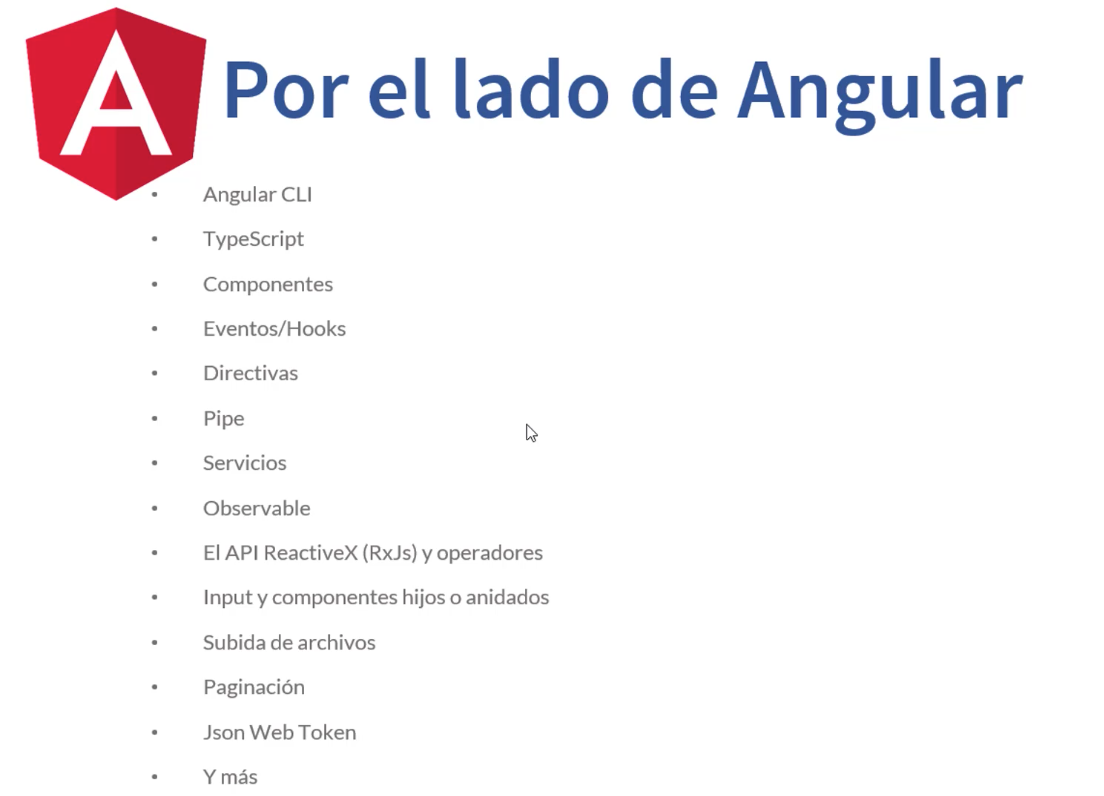 Por el lado de Angular
• Angular CLI
• TypeScript
• Componentes
• Eventos/Hooks
• Directivas
• Pipe
• Servicios
• Observable
• El API ReactiveX (RxJs) y operadores
• Input y componentes hijos o anidados
• Subida de archivos
• Paginación
• Json Web Token
• Y más